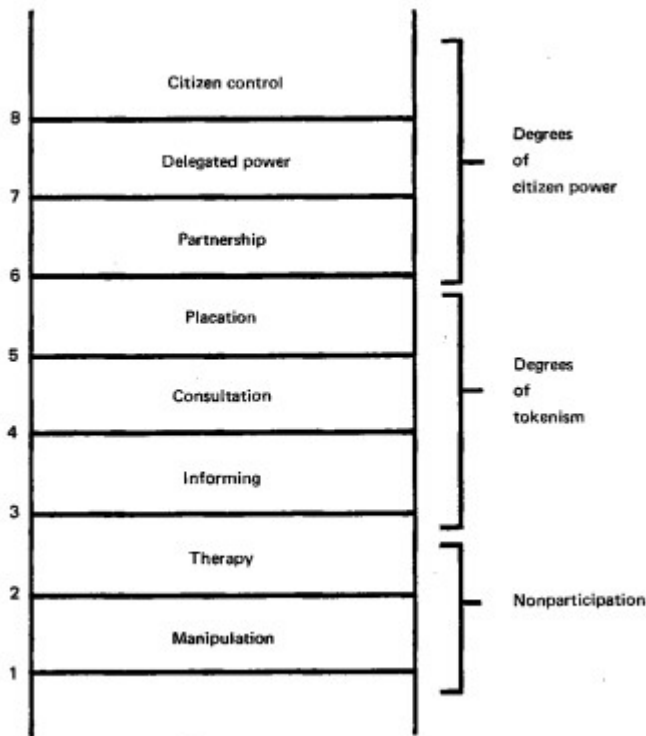 Citizen control
8
Delegated power
7
Partnership
6
Placation
5
Consultation
4
Informing
3
Therapy
2
Manipulation
1
Degrees
of
citizen power
Degrees
of
tokenism
Nonparticipation